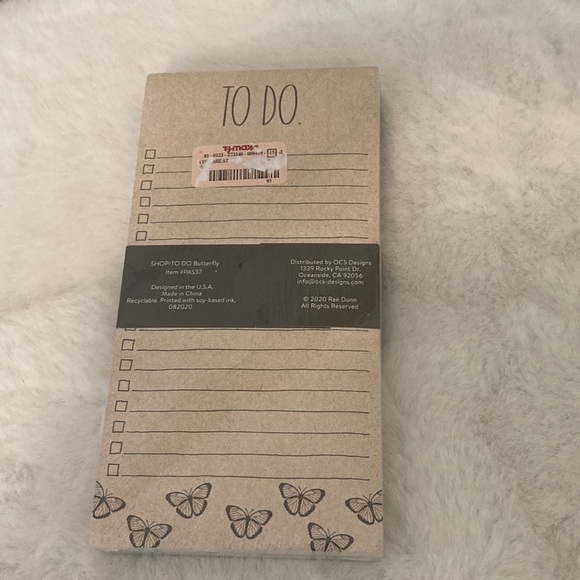 TO DO.
T.J.maxx
SHOP/TO DO Butterfly
Item #PAS37
Designed in the U.S.A.
Made in China
Recyclable. Printed with soy-based ink.
082020
Distributed by OCS Designs
1339 Rocky Point Dr.
Oceanside, CA 92056
info@ocs-designs.com
© 2020 Rae Dunn
All Rights Reserved